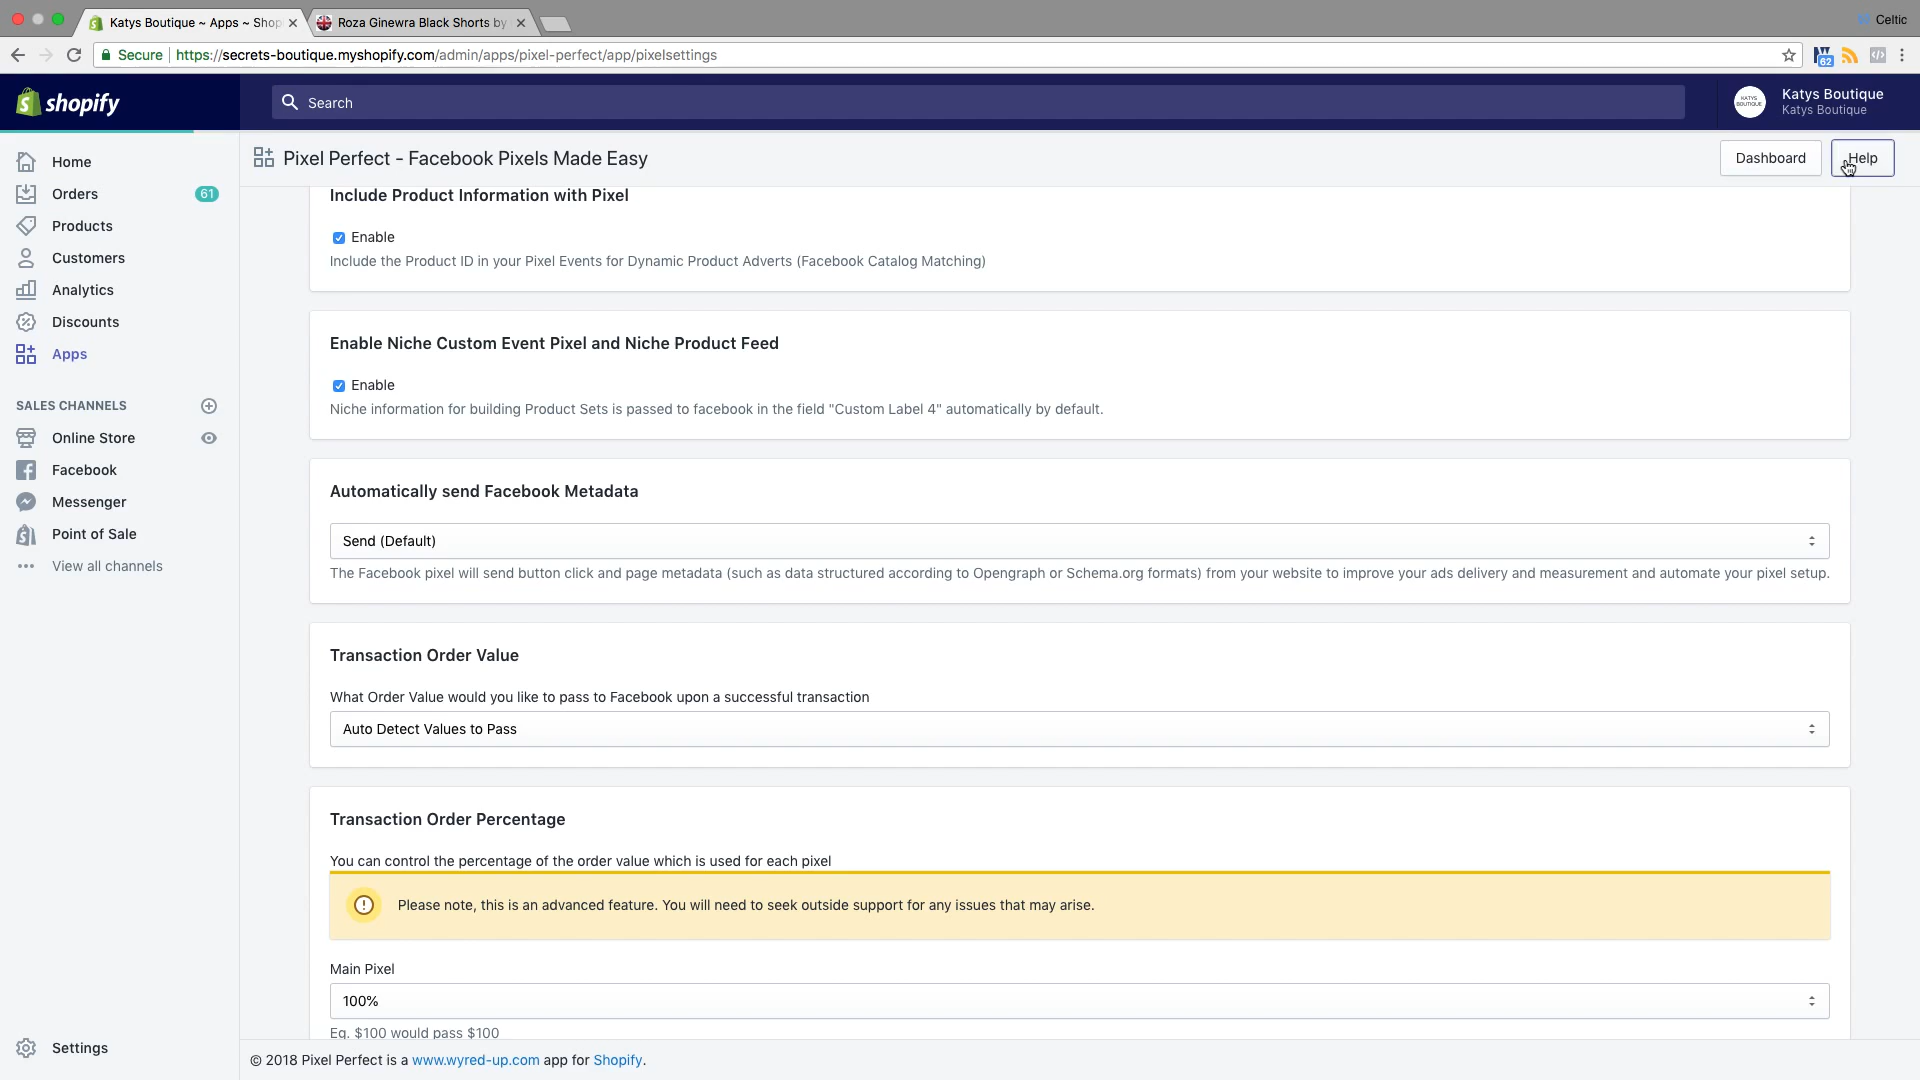 Katys Boutique ~ Apps ~ Shop
Roza Ginewra Black Shorts by
Celtic
Secure
https://secrets-boutique.myshopify.com/admin/apps/pixel-perfect/app/pixelsettings
62
shopify
Search
KATYS BOUTIQUE
Katys Boutique
Katys Boutique
Home
Orders
61
Products
Customers
Analytics
Discounts
Apps
SALES CHANNELS
Online Store
Facebook
Messenger
Point of Sale
View all channels
Settings
Pixel Perfect - Facebook Pixels Made Easy
Dashboard
Help
Include Product Information with Pixel
Enable
Include the Product ID in your Pixel Events for Dynamic Product Adverts (Facebook Catalog Matching)
Enable Niche Custom Event Pixel and Niche Product Feed
Enable
Niche information for building Product Sets is passed to facebook in the field "Custom Label 4" automatically by default.
Automatically send Facebook Metadata
Send (Default)
The Facebook pixel will send button click and page metadata (such as data structured according to Opengraph or Schema.org formats) from your website to improve your ads delivery and measurement and automate your pixel setup.
Transaction Order Value
What Order Value would you like to pass to Facebook upon a successful transaction
Auto Detect Values to Pass
Transaction Order Percentage
You can control the percentage of the order value which is used for each pixel
Please note, this is an advanced feature. You will need to seek outside support for any issues that may arise.
Main Pixel
100%
Eg. $100 would pass $100
© 2018 Pixel Perfect is a www.wyred-up.com app for Shopify.